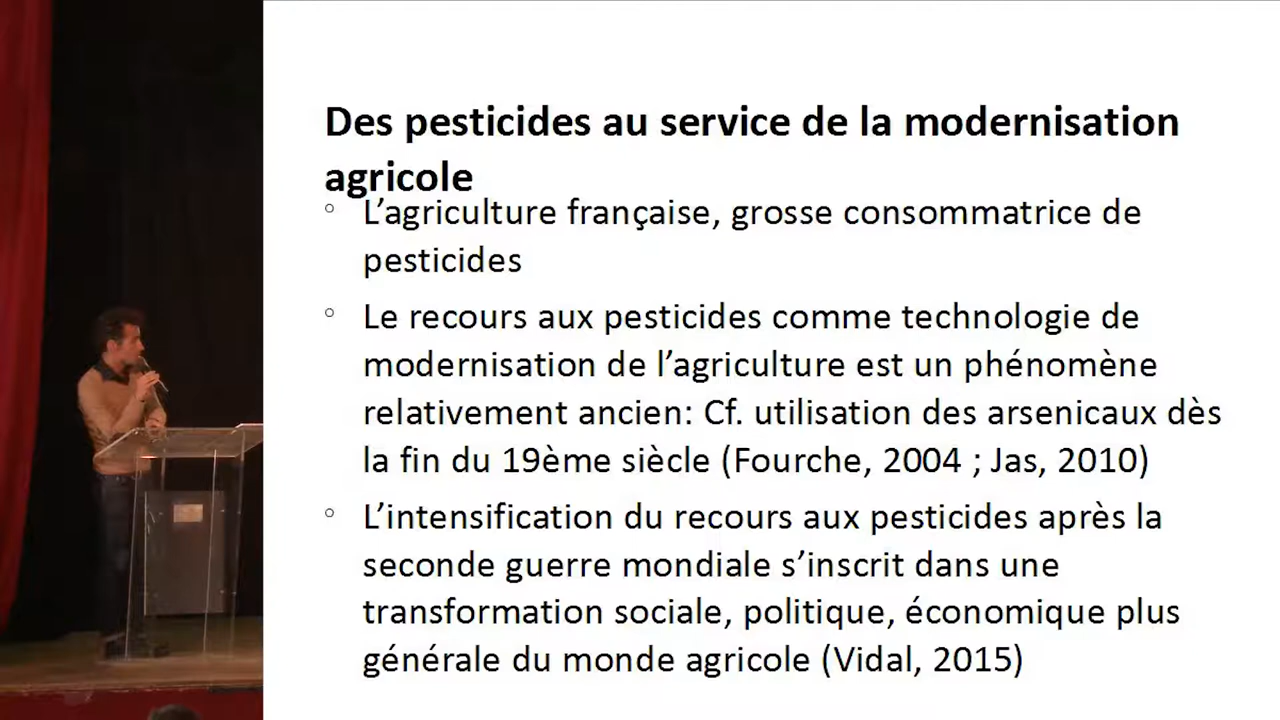 Des pesticides au service de la modernisation
agricole
◦ L’agriculture française, grosse consommatrice de
pesticides
◦ Le recours aux pesticides comme technologie de
modernisation de l’agriculture est un phénomène
relativement ancien: Cf. utilisation des arsenicaux dès
la fin du 19ème siècle (Fourche, 2004 ; Jas, 2010)
◦ L’intensification du recours aux pesticides après la
seconde guerre mondiale s’inscrit dans une
transformation sociale, politique, économique plus
générale du monde agricole (Vidal, 2015)